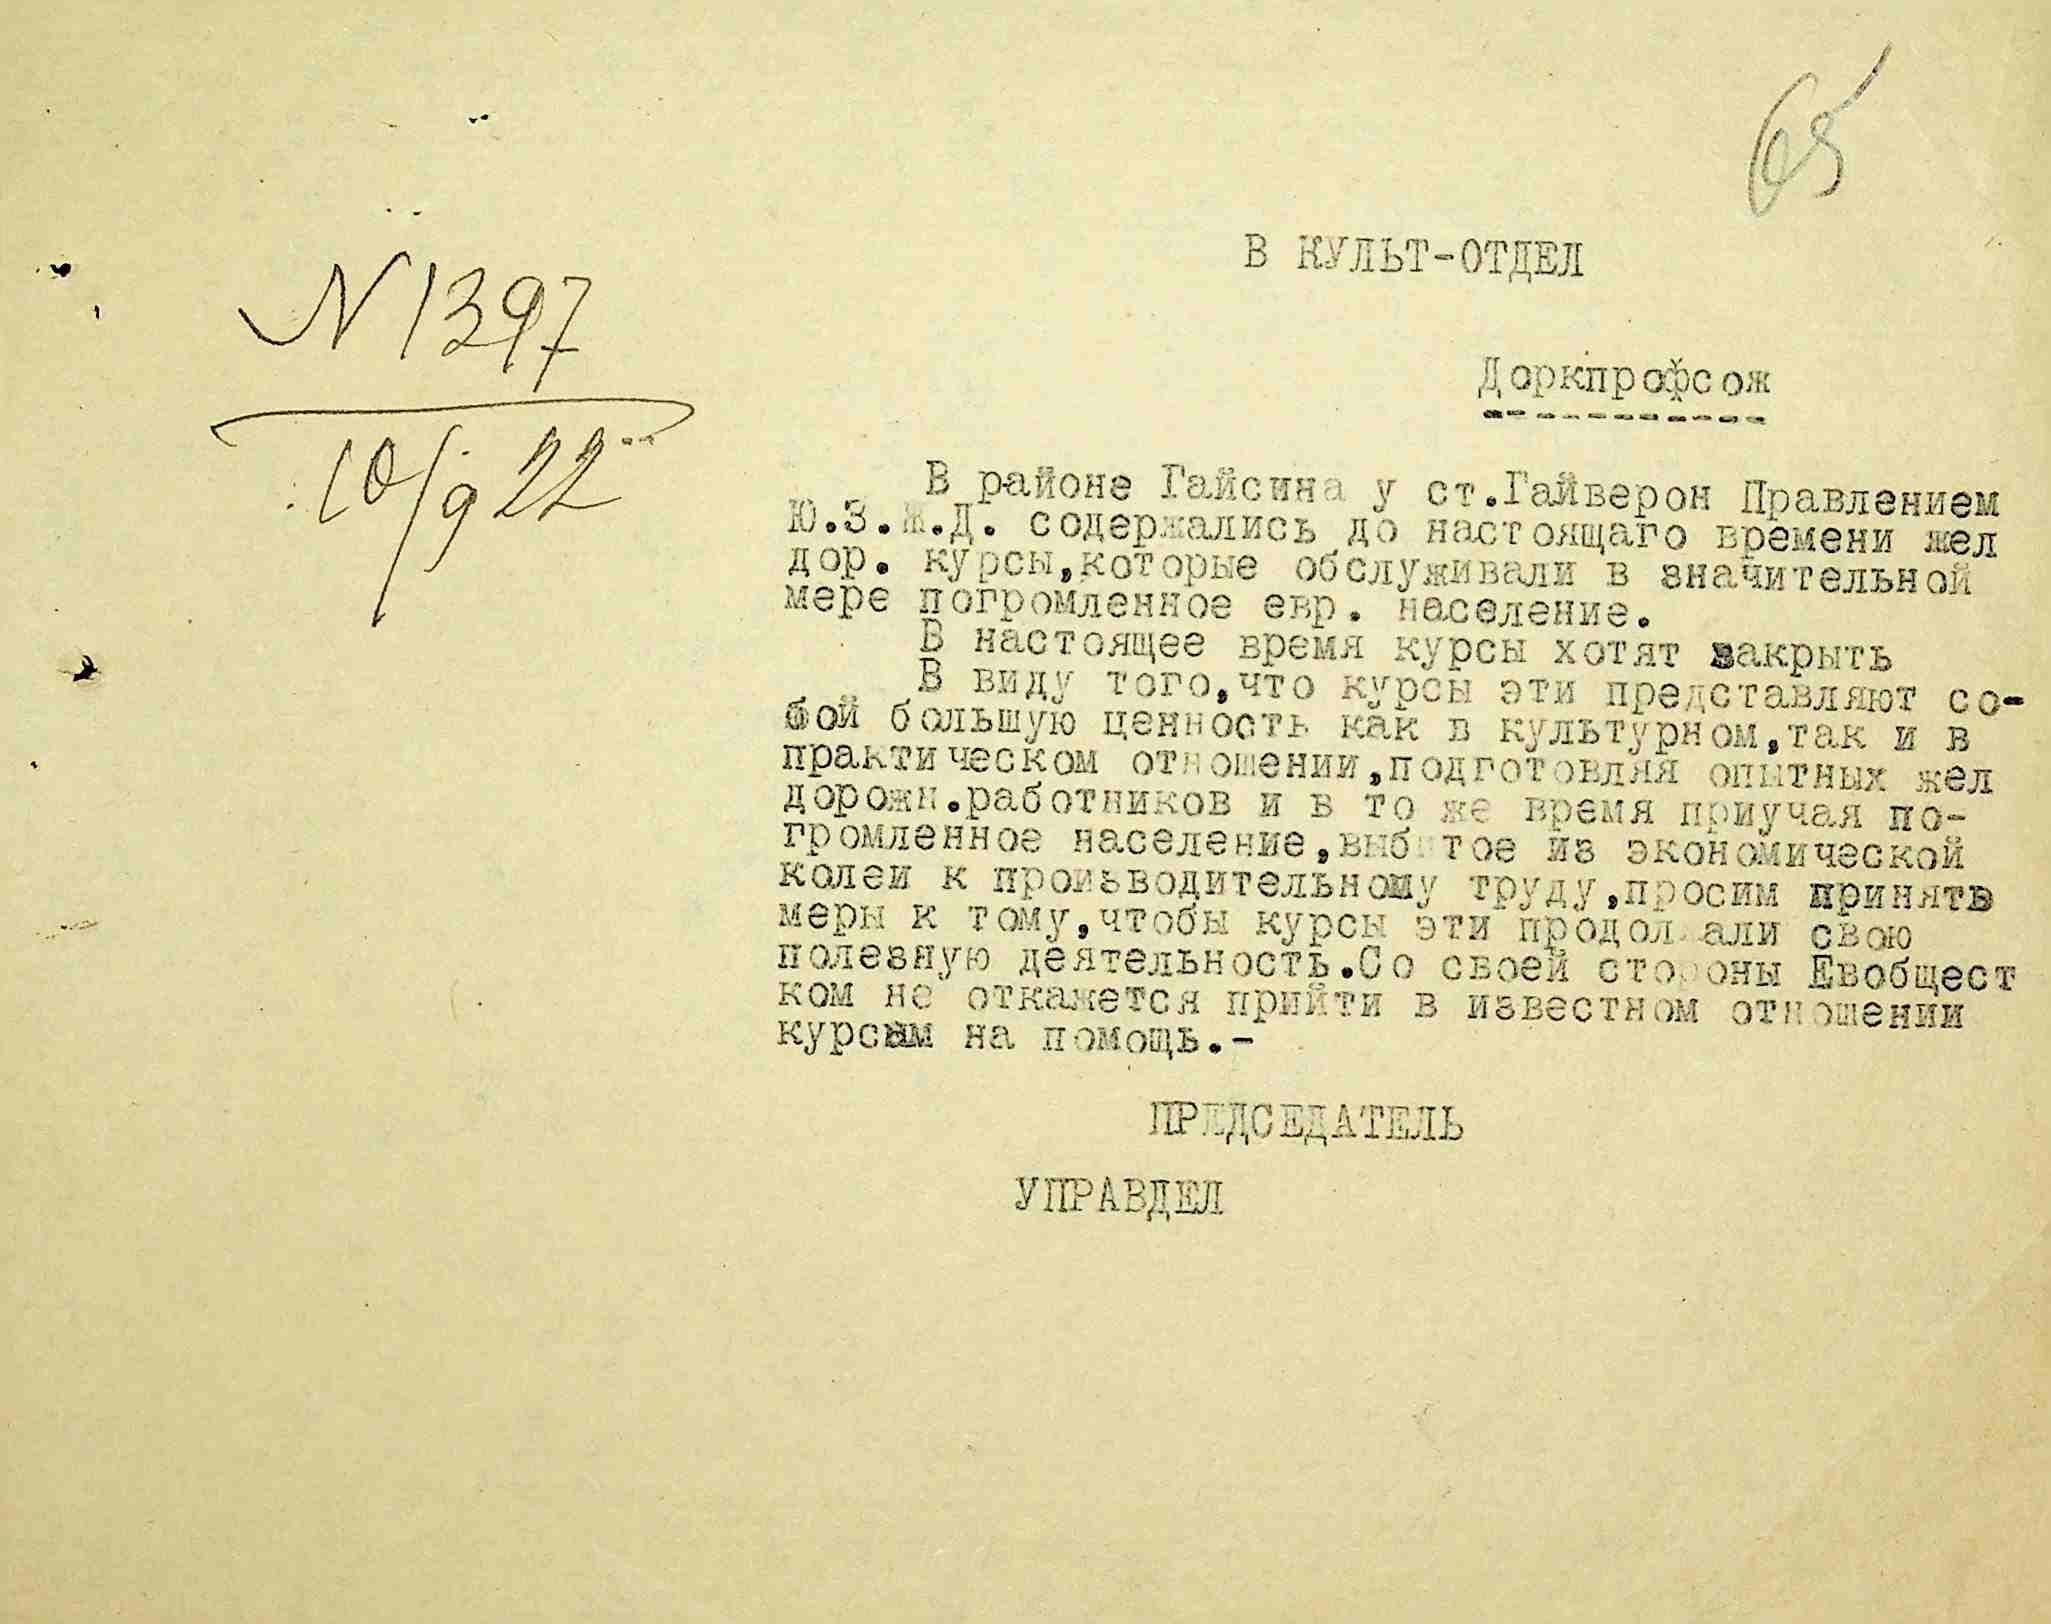 65
В КУЛЬТ-ОТДЕЛ
N 1397
10/9 22
Доркпрофсож
В районе Гайсина у ст.Гайверон Правлением
Ю.З.Ж.Д. содержались до настоящаго времени жел
дор. курсы,которые обслуживали в значительной
мере погромленное евр. население.
В настоящее время курсы хотят закрыть
В виду того,что курсы эти представляют со-
бой большую ценность как в культурном,так и в
практическом отношении,подготовляя опытных жел
дорожн.работников и в то же время приучая по-
громленное население,выбитое из экономической
колеи к производительному труду,просим принять
меры к тому,чтобы курсы эти продолжали свою
полезную деятельность.Со своей стороны Евобщест
ком не откажется прийти в известном отношении
курсам на помощь.-
ПРЕДСЕДАТЕЛЬ
УПРАВДЕЛ